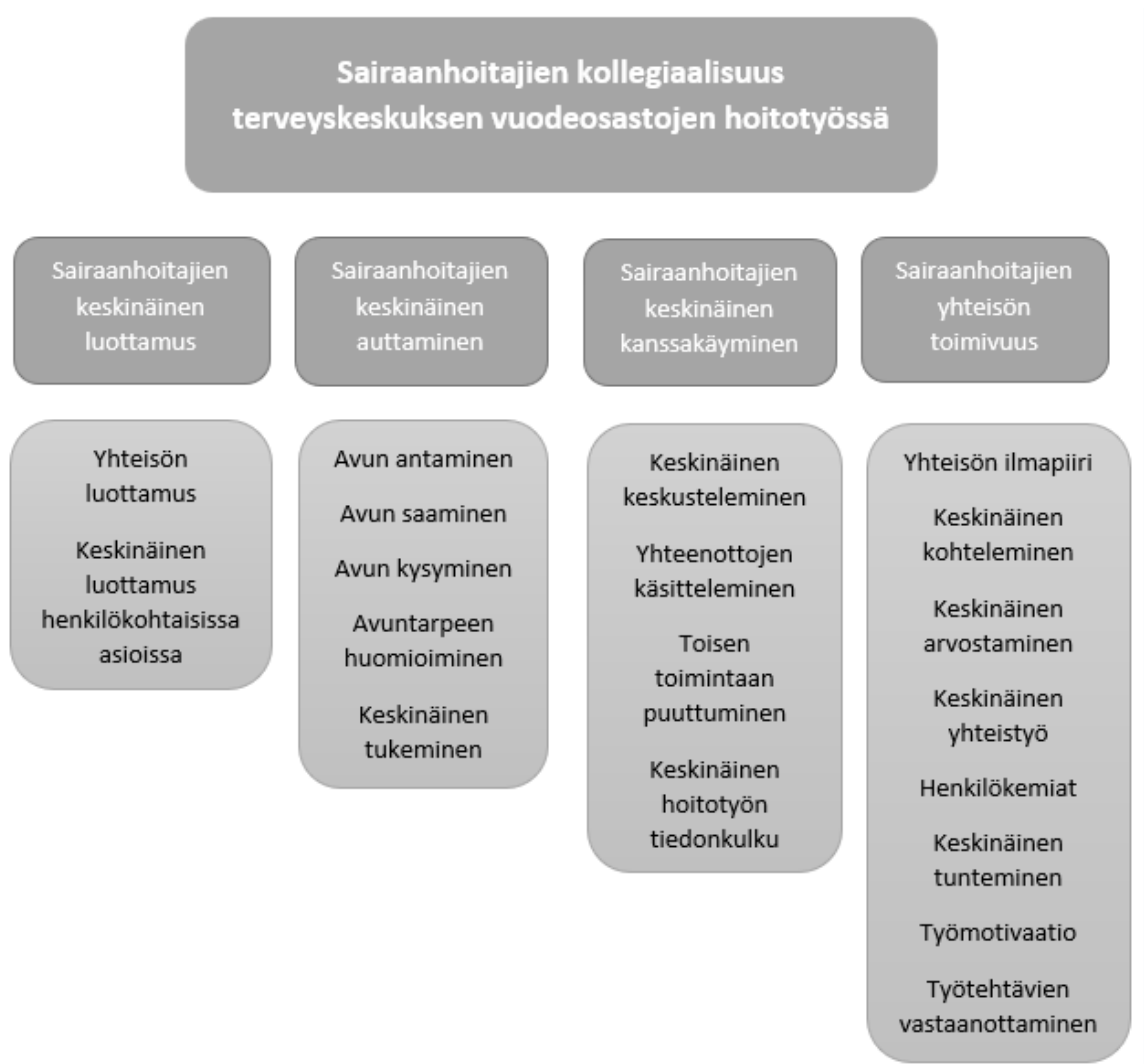 Sairaanhoitajien kollegiaalisuus
terveyskeskuksen vuodeosastojen hoitotyössä
Sairaanhoitajien
keskinäinen
luottamus
Sairaanhoitajien
keskinäinen
auttaminen
Sairaanhoitajien
keskinäinen
kanssakäyminen
Sairaanhoitajien
yhteisön
toimivuus
Yhteisön
luottamus
Keskinäinen
luottamus
henkilökohtaisissa
asioissa
Avun antaminen
Avun saaminen
Avun kysyminen
Avuntarpeen
huomioiminen
Keskinäinen
tukeminen
Keskinäinen
keskusteleminen
Yhteenottojen
käsitteleminen
Toisen
toimintaan
puuttuminen
Keskinäinen
hoitotyön
tiedonkulku
Yhteisön ilmapiiri
Keskinäinen
kohteleminen
Keskinäinen
arvostaminen
Keskinäinen
yhteistyö
Henkilökemiat
Keskinäinen
tunteminen
Työmotivaatio
Työtehtävien
vastaanottaminen